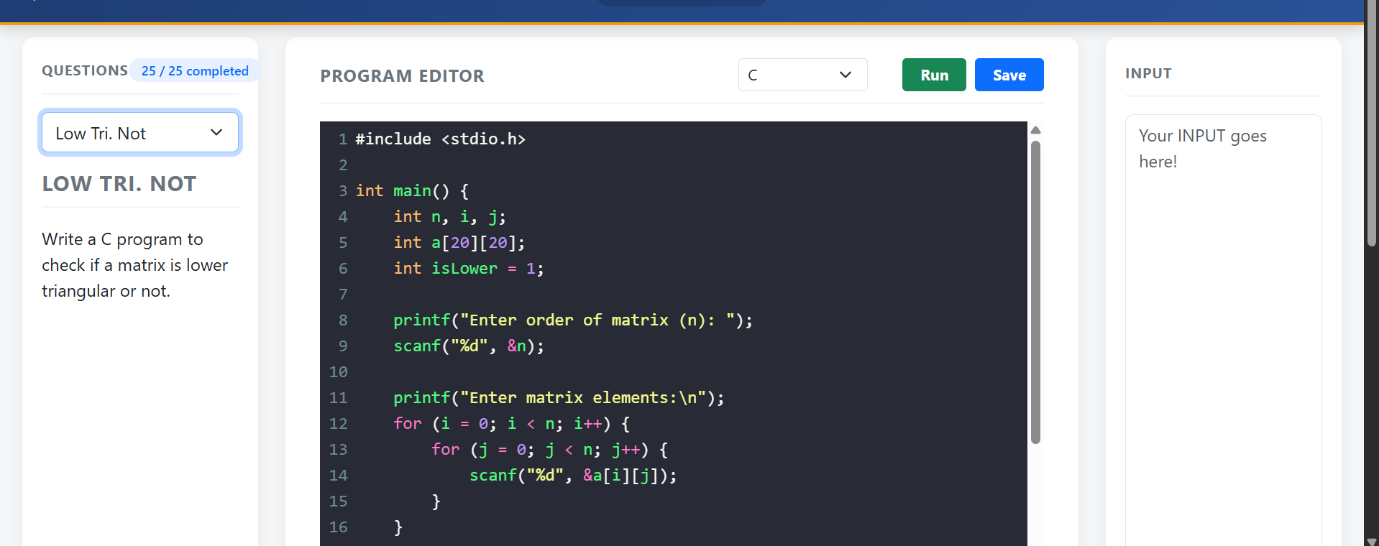 QUESTIONS 25 / 25 completed
Low Tri. Not
LOW TRI. NOT
Write a C program to
check if a matrix is lower
triangular or not.
PROGRAM EDITOR
C
Run
Save
1 #include <stdio.h>
2
3 int main() {
4     int n, i, j;
5     int a[20][20];
6     int isLower = 1;
7
8     printf("Enter order of matrix (n): ");
9     scanf("%d", &n);
10
11     printf("Enter matrix elements:\n");
12     for (i = 0; i < n; i++) {
13         for (j = 0; j < n; j++) {
14             scanf("%d", &a[i][j]);
15         }
16     }
INPUT
Your INPUT goes
here!